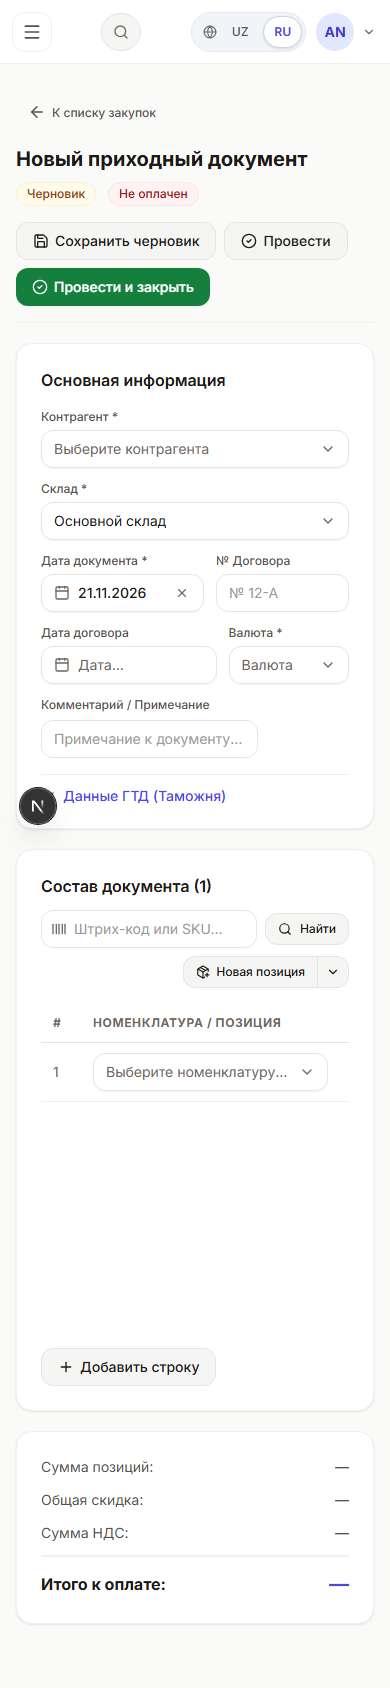 UZ RU AN
К списку закупок
Новый приходный документ
Черновик Не оплачен
Сохранить черновик Провести
Провести и закрыть
Основная информация
Контрагент *
Выберите контрагента
Склад *
Основной склад
Дата документа * № Договора
21.11.2026 № 12-А
Дата договора Валюта *
Дата... Валюта
Комментарий / Примечание
Примечание к документу...
N Данные ГТД (Таможня)
Состав документа (1)
Штрих-код или SKU... Найти
Новая позиция
# НОМЕНКЛАТУРА / ПОЗИЦИЯ
1 Выберите номенклатуру...
Добавить строку
Сумма позиций: —
Общая скидка: —
Сумма НДС: —
Итого к оплате: —